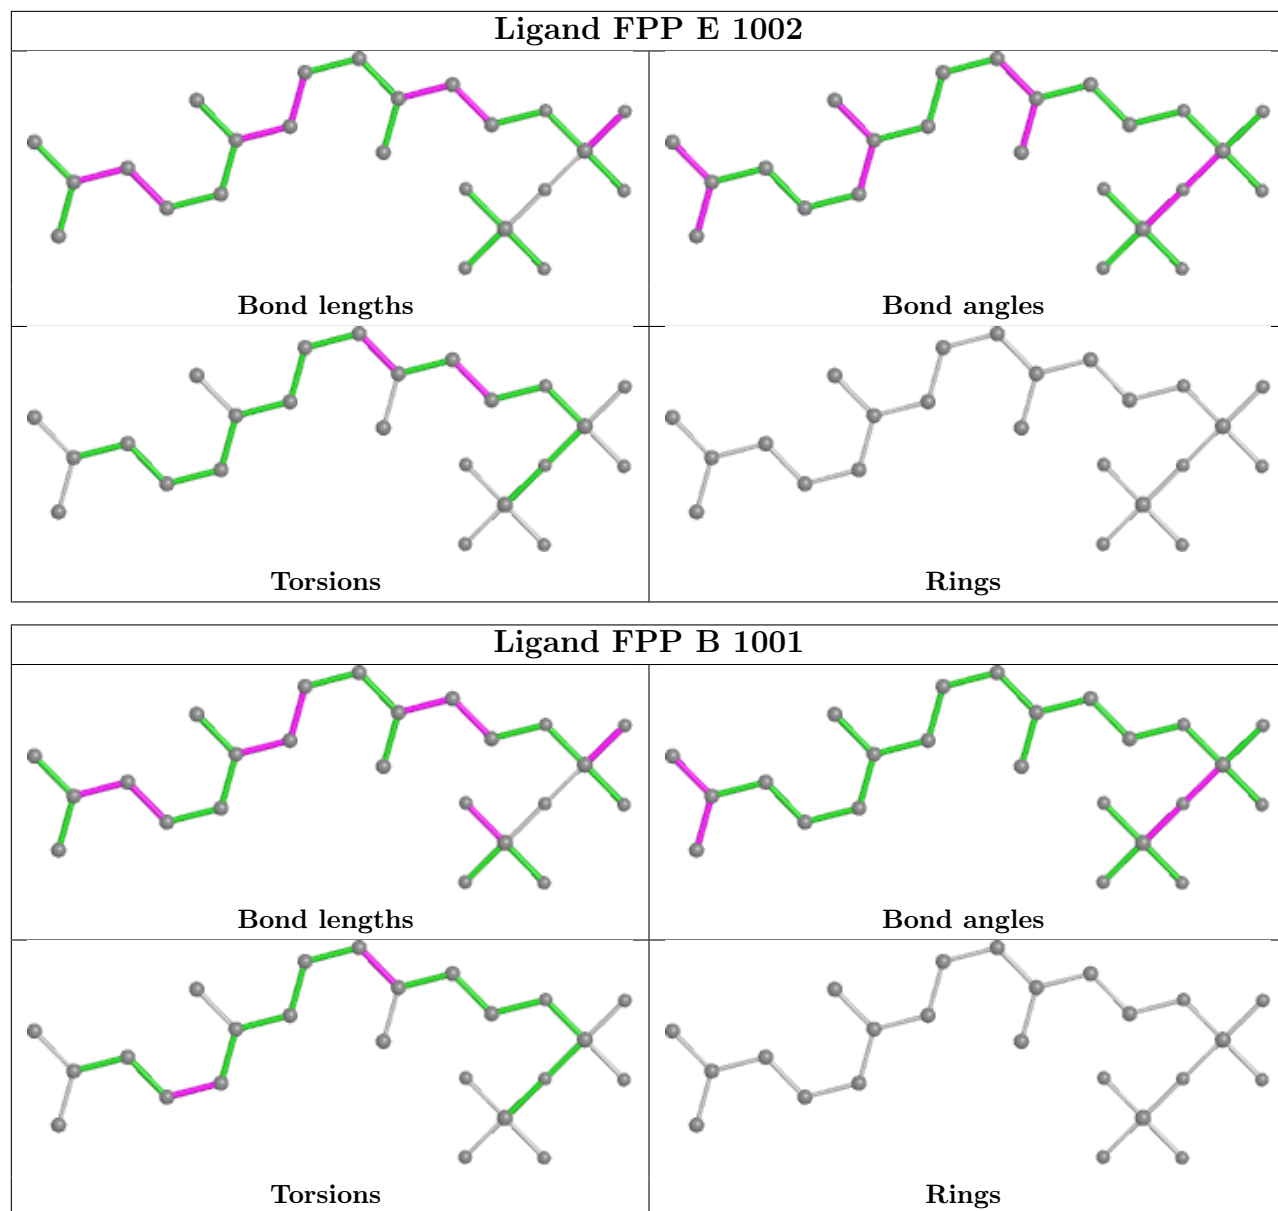 Ligand FPP E 1002
Bond lengths
Bond angles
Torsions
Rings
Ligand FPP B 1001
Bond lengths
Bond angles
Torsions
Rings